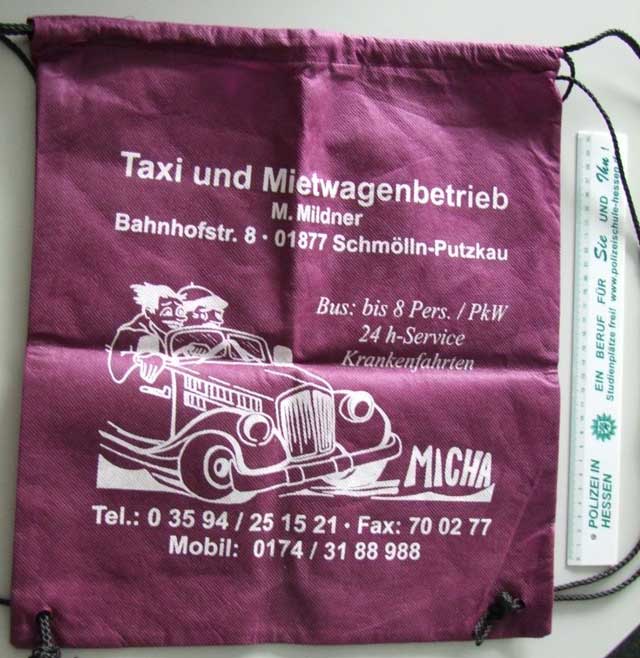 Taxi und Mietwagenbetrieb
M. Mildner
Bahnhofstr. 8 · 01877 Schmölln-Putzkau
Bus: bis 8 Pers. / PkW
24 h-Service
Krankenfahrten
MICHA
Tel.: 0 35 94 / 25 15 21 · Fax: 70 02 77
Mobil: 0174 / 31 88 988
POLIZEI IN
HESSEN
EIN BERUF FÜR Sie UND Ihn!
Studienplätze frei! www.polizeischule-hessen